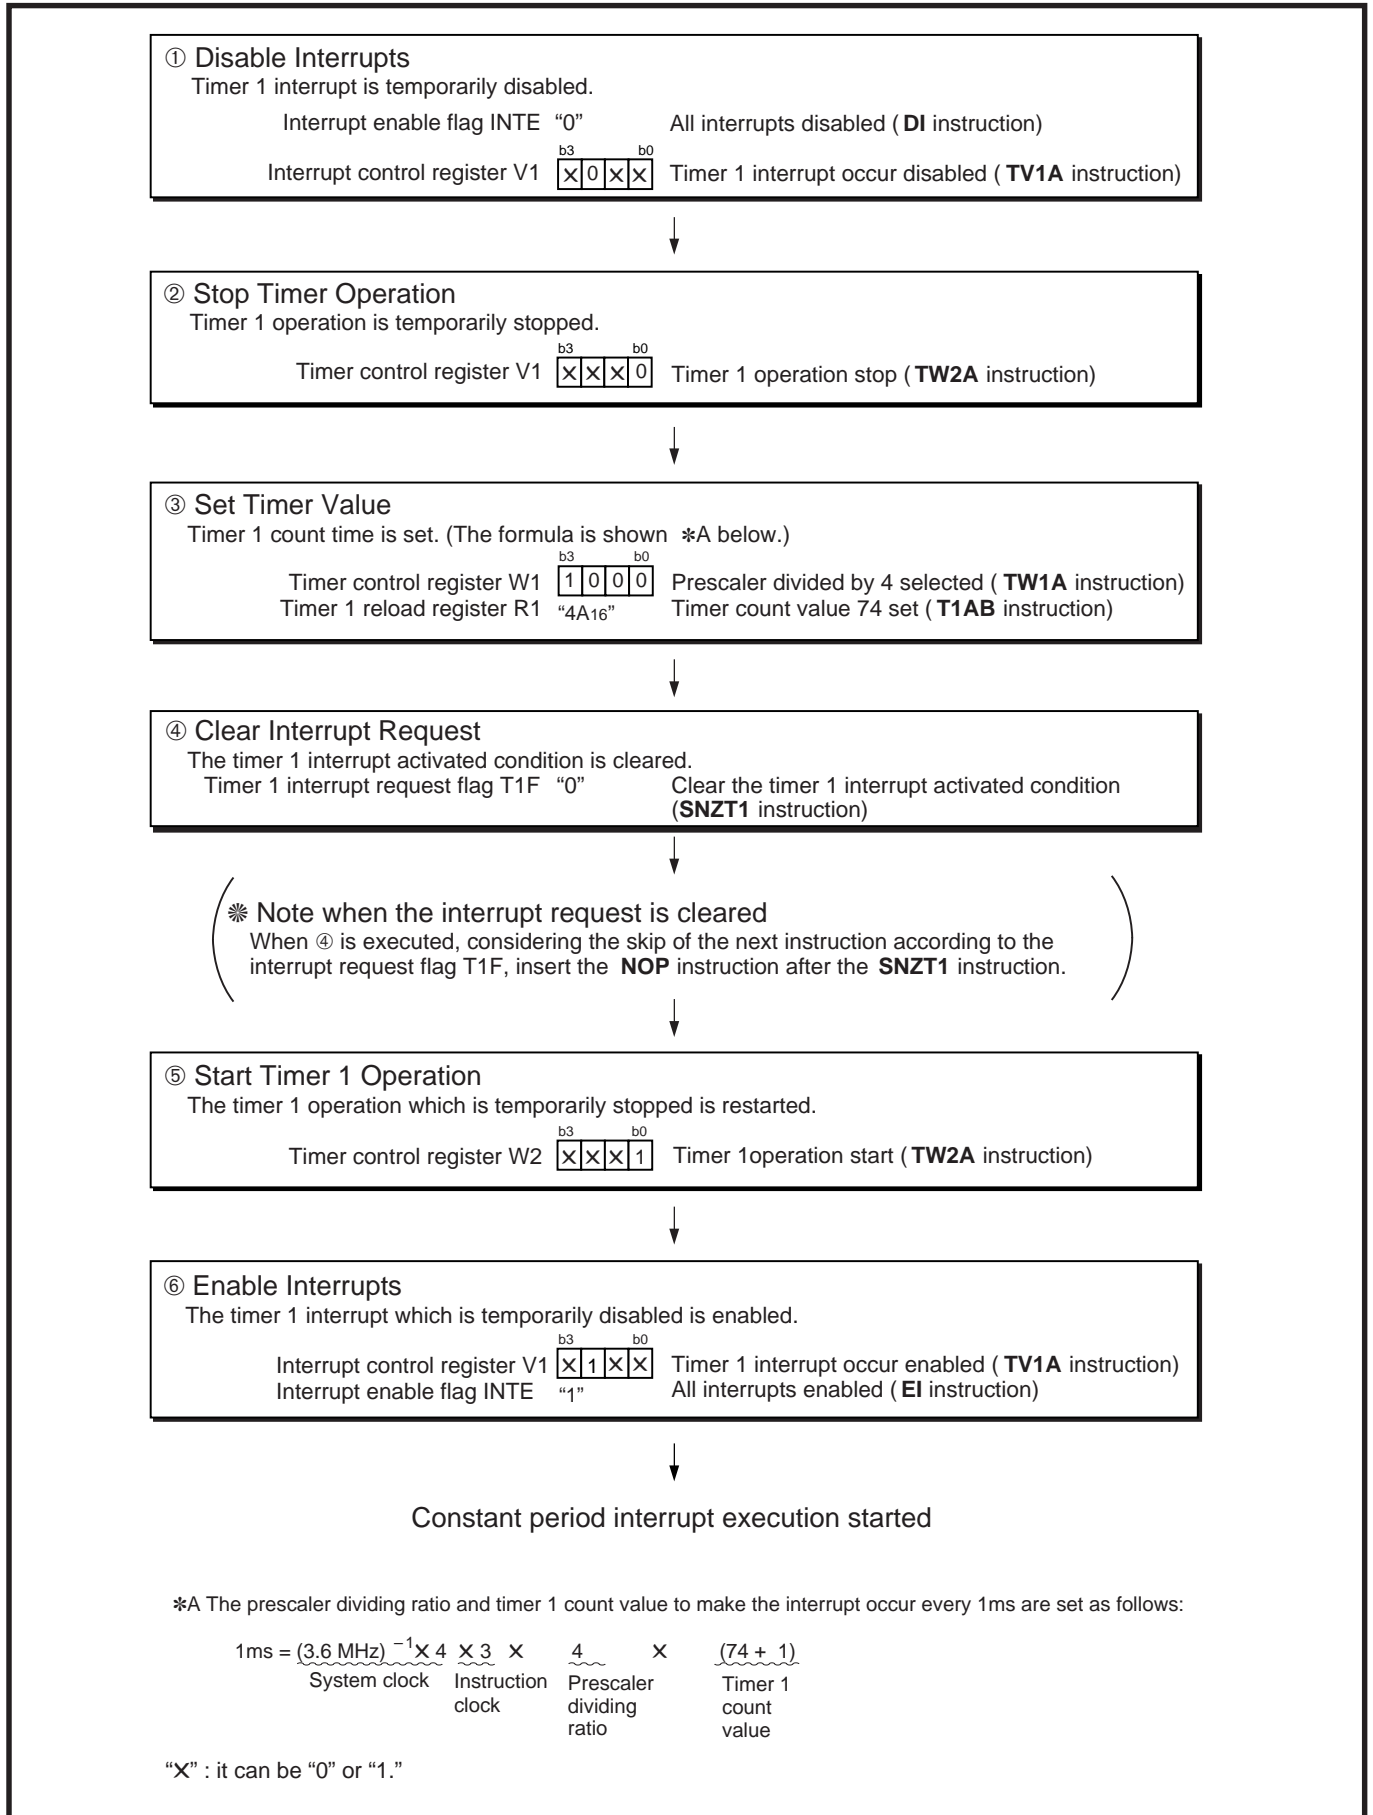 ① Disable Interrupts
Timer 1 interrupt is temporarily disabled.
Interrupt enable flag INTE “0” All interrupts disabled ( DI instruction)
b3 b0
Interrupt control register V1 ✕ 0 ✕ ✕ Timer 1 interrupt occur disabled ( TV1A instruction)
② Stop Timer Operation
Timer 1 operation is temporarily stopped.
b3 b0
Timer control register V1 ✕ ✕ ✕ 0 Timer 1 operation stop ( TW2A instruction)
③ Set Timer Value
Timer 1 count time is set. (The formula is shown ✻A below.)
b3 b0
Timer control register W1 1 0 0 0 Prescaler divided by 4 selected ( TW1A instruction)
Timer 1 reload register R1 “4A16” Timer count value 74 set ( T1AB instruction)
④ Clear Interrupt Request
The timer 1 interrupt activated condition is cleared.
Timer 1 interrupt request flag T1F “0” Clear the timer 1 interrupt activated condition
(SNZT1 instruction)
❋ Note when the interrupt request is cleared
When ④ is executed, considering the skip of the next instruction according to the
interrupt request flag T1F, insert the NOP instruction after the SNZT1 instruction.
⑤ Start Timer 1 Operation
The timer 1 operation which is temporarily stopped is restarted.
b3 b0
Timer control register W2 ✕ ✕ ✕ 1 Timer 1operation start ( TW2A instruction)
⑥ Enable Interrupts
The timer 1 interrupt which is temporarily disabled is enabled.
b3 b0
Interrupt control register V1 ✕ 1 ✕ ✕ Timer 1 interrupt occur enabled ( TV1A instruction)
Interrupt enable flag INTE “1” All interrupts enabled ( EI instruction)
Constant period interrupt execution started
✻A The prescaler dividing ratio and timer 1 count value to make the interrupt occur every 1ms are set as follows:
1ms = (3.6 MHz) –1 ✕ 4 ✕ 3 ✕ 4 ✕ (74 + 1)
System clock Instruction Prescaler Timer 1
clock dividing count
ratio value
“✕” : it can be “0” or “1.”